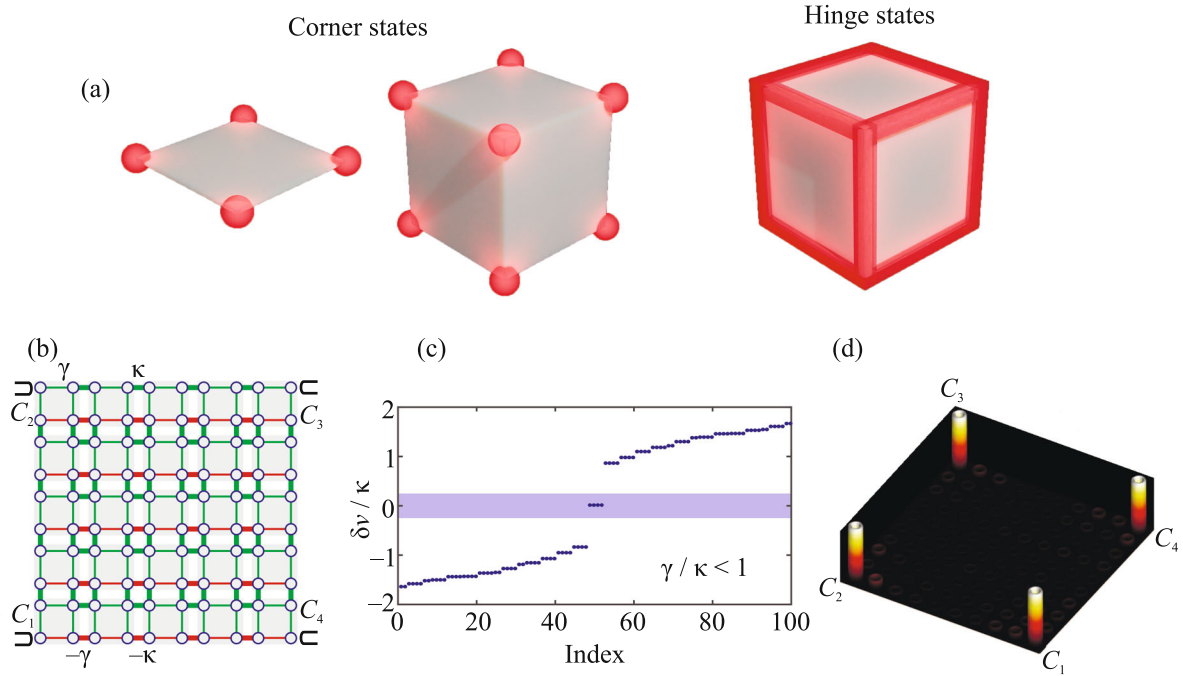 Corner states
Hinge states
(a)
(b)
γ
κ
C₂
C₃
C₁
C₄
−γ
−κ
(c)
2
1
0
−1
−2
δν / κ
γ / κ < 1
0
20
40
60
80
100
Index
(d)
C₃
C₄
C₂
C₁